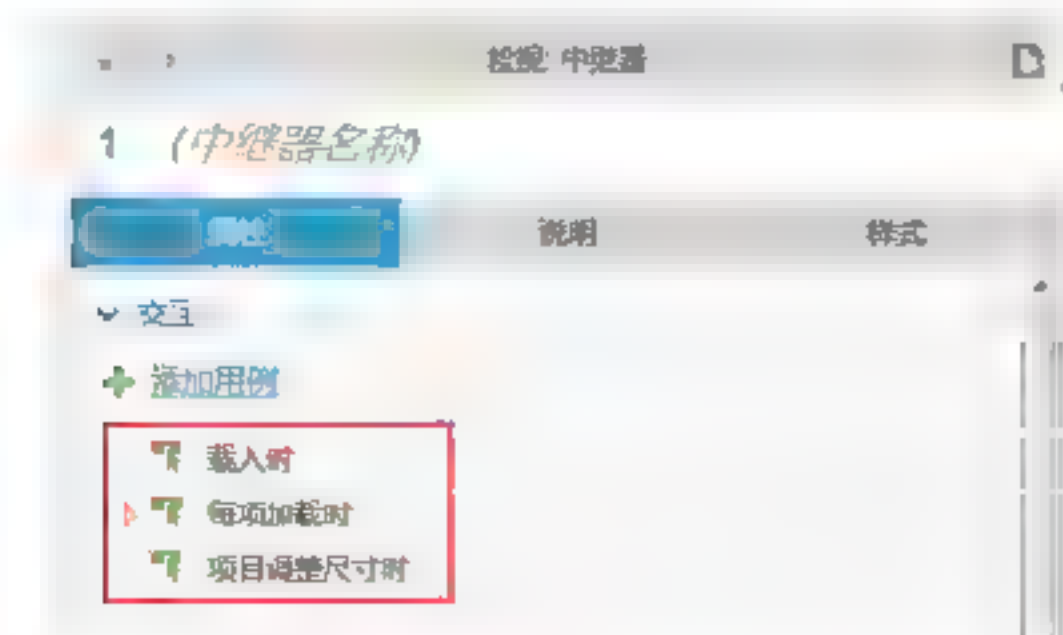 检视: 中继器
1 (中继器名称)
说明 样式
交互
添加用例
载入时
每项加载时
项目调整尺寸时